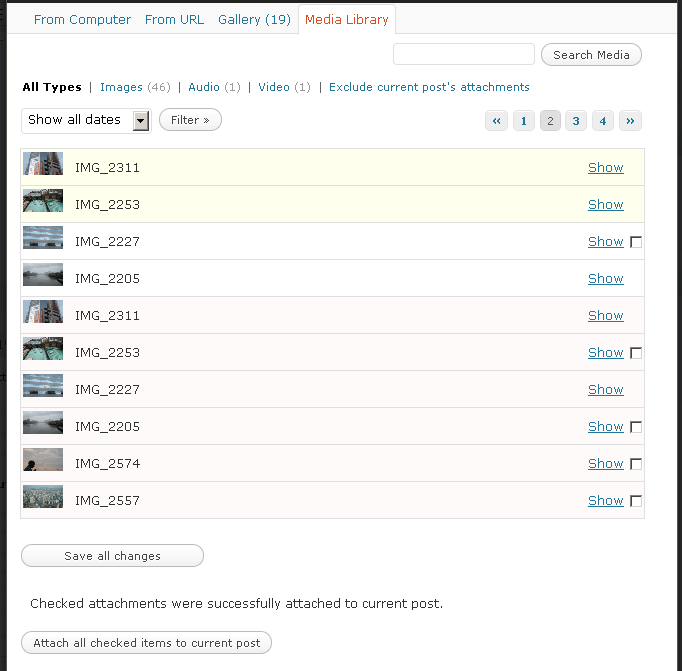 From Computer From URL Gallery (19) Media Library
Search Media
All Types | Images (46) | Audio (1) | Video (1) | Exclude current post's attachments
Show all dates Filter » « 1 2 3 4 »
IMG_2311 Show
IMG_2253 Show
IMG_2227 Show
IMG_2205 Show
IMG_2311 Show
IMG_2253 Show
IMG_2227 Show
IMG_2205 Show
IMG_2574 Show
IMG_2557 Show
Save all changes
Checked attachments were successfully attached to current post.
Attach all checked items to current post